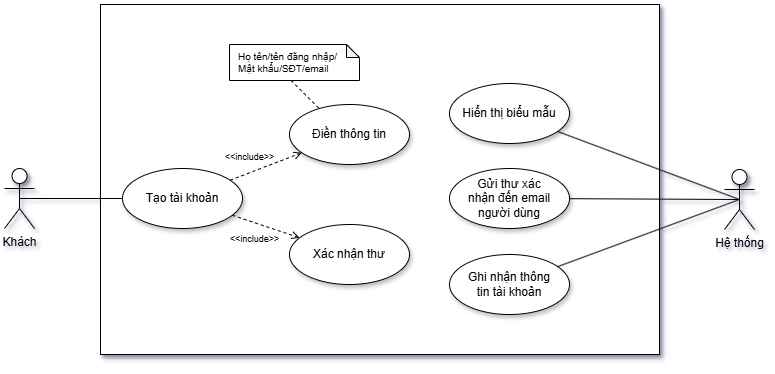 Họ tên/tên đăng nhập/
Mật khẩu/SĐT/email
Điền thông tin
Hiển thị biểu mẫu
<<include>>
Tạo tài khoản
Gửi thư xác
nhận đến email
người dùng
Khách
Hệ thống
<<include>>
Xác nhận thư
Ghi nhận thông
tin tài khoản